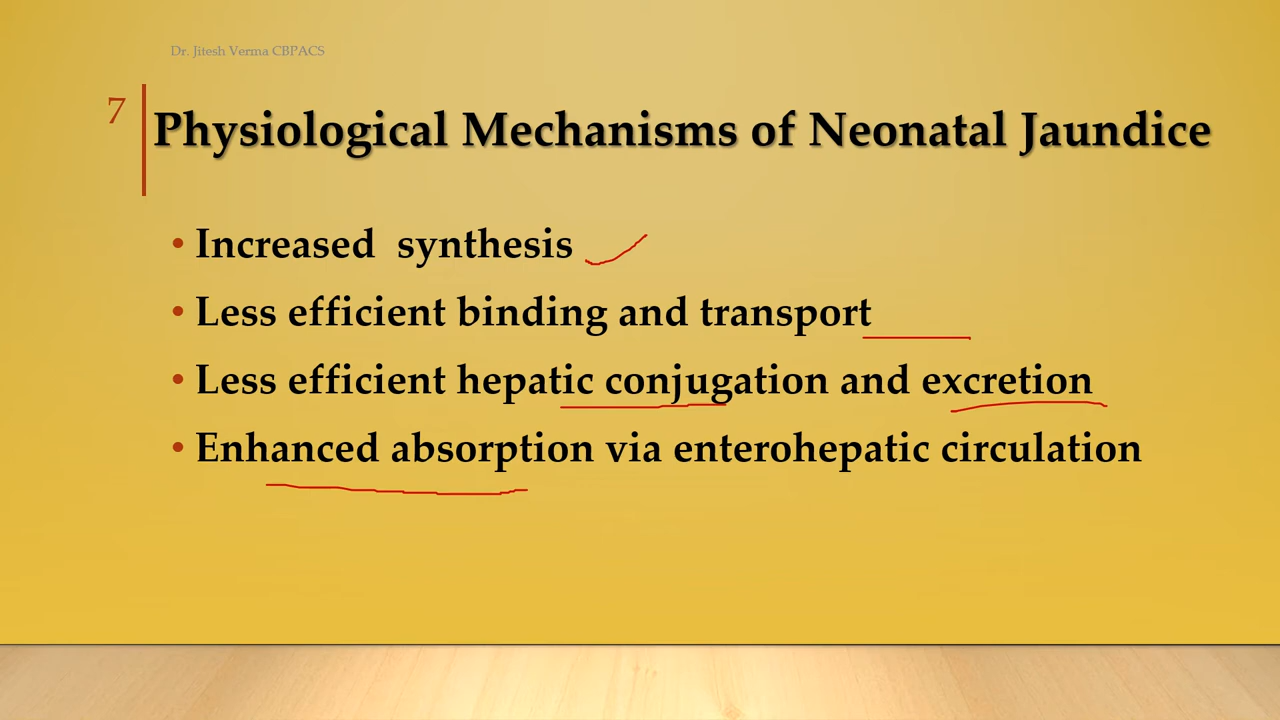 Dr. Jitesh Verma CBPACS
7
Physiological Mechanisms of Neonatal Jaundice
• Increased synthesis
• Less efficient binding and transport
• Less efficient hepatic conjugation and excretion
• Enhanced absorption via enterohepatic circulation